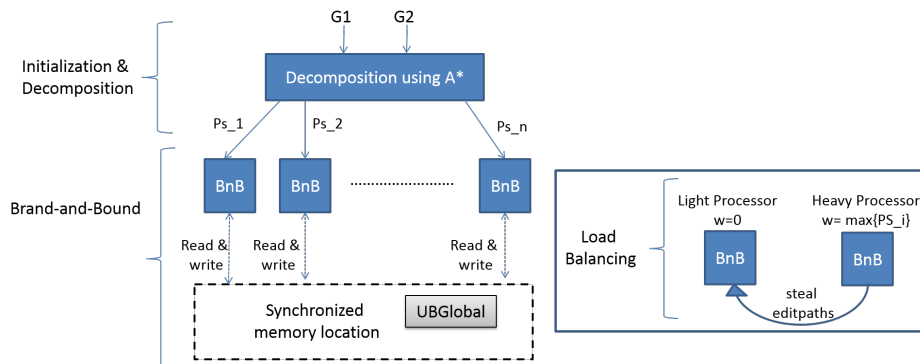 G1
G2
Initialization &
Decomposition
Decomposition using A*
Ps_1
Ps_2
Ps_n
Brand-and-Bound
BnB
BnB
BnB
Read &
write
Read &
write
Read &
write
Synchronized
memory location
UBGlobal
Load
Balancing
Light Processor
w=0
Heavy Processor
w= max{PS_i}
BnB
BnB
steal
editpaths